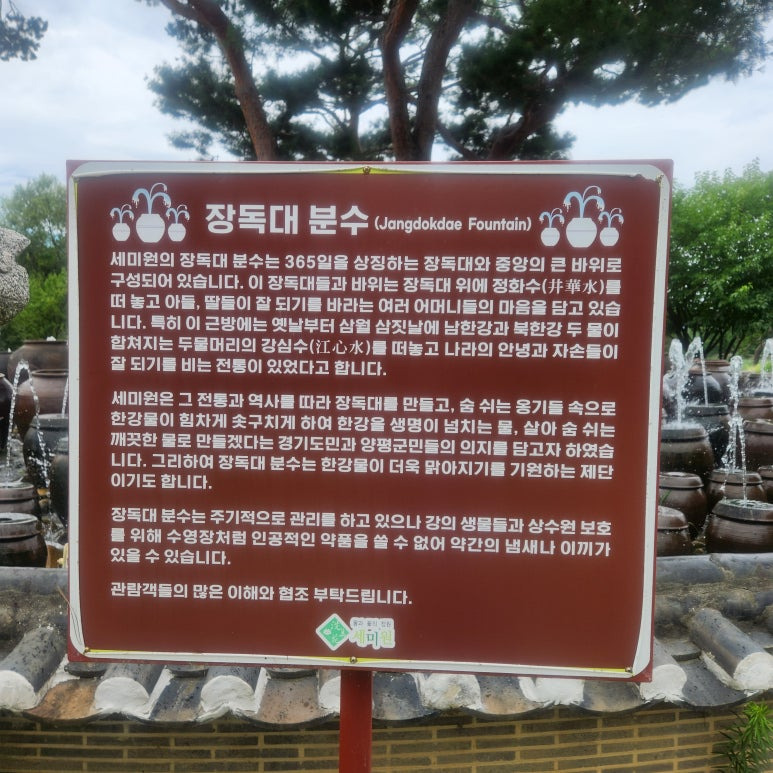 장독대 분수 (Jangdokdae Fountain)
세미원의 장독대 분수는 365일을 상징하는 장독대와 중앙의 큰 바위로
구성되어 있습니다. 이 장독대들과 바위는 장독대 위에 정화수(井華水)를
떠 놓고 아들, 딸들이 잘 되기를 바라는 여러 어머니들의 마음을 담고 있습
니다. 특히 이 근방에는 옛날부터 삼월 삼짓날에 남한강과 북한강 두 물이
합쳐지는 두물머리의 강심수(江心水)를 떠놓고 나라의 안녕과 자손들이
잘 되기를 비는 전통이 있었다고 합니다.
세미원은 그 전통과 역사를 따라 장독대를 만들고, 숨 쉬는 옹기들 속으로
한강물이 힘차게 솟구치게 하여 한강을 생명이 넘치는 물, 살아 숨 쉬는
깨끗한 물로 만들겠다는 경기도민과 양평군민들의 의지를 담고자 하였습
니다. 그리하여 장독대 분수는 한강물이 더욱 맑아지기를 기원하는 제단
이기도 합니다.
장독대 분수는 주기적으로 관리를 하고 있으나 강의 생물들과 상수원 보호
를 위해 수영장처럼 인공적인 약품을 쓸 수 없어 약간의 냄새나 이끼가
있을 수 있습니다.
관람객들의 많은 이해와 협조 부탁드립니다.
물과 꽃의 정원
세미원